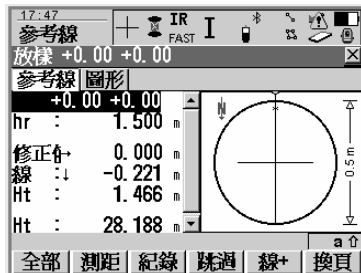 17:47
參考線
IR
FAST
I
放樣 +0.00 +0.00
參考線 圖形
+0.00 +0.00
hr : 1.500 m
修正 → 0.000 m
線 :↓ -0.221 m
Ht : 1.466 m
Ht : 28.188 m
N
0.5m
a
全部 測距 紀錄 跳過 線+ 換頁